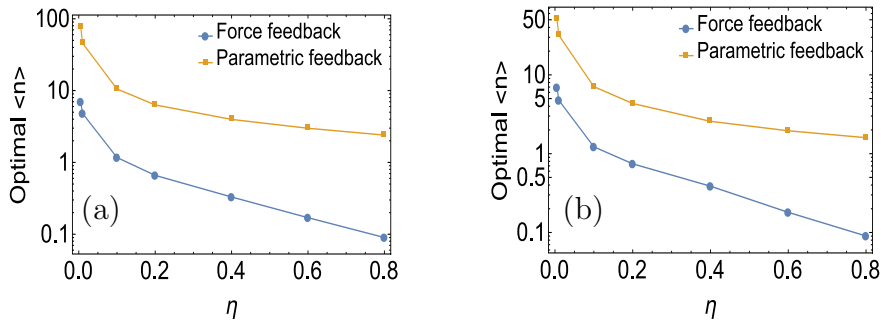 100
10
1
0.1
Optimal <n>
Force feedback
Parametric feedback
(a)
0.0 0.2 0.4 0.6 0.8
η
50
10
5
1
0.5
0.1
Optimal <n>
Force feedback
Parametric feedback
(b)
0.0 0.2 0.4 0.6 0.8
η